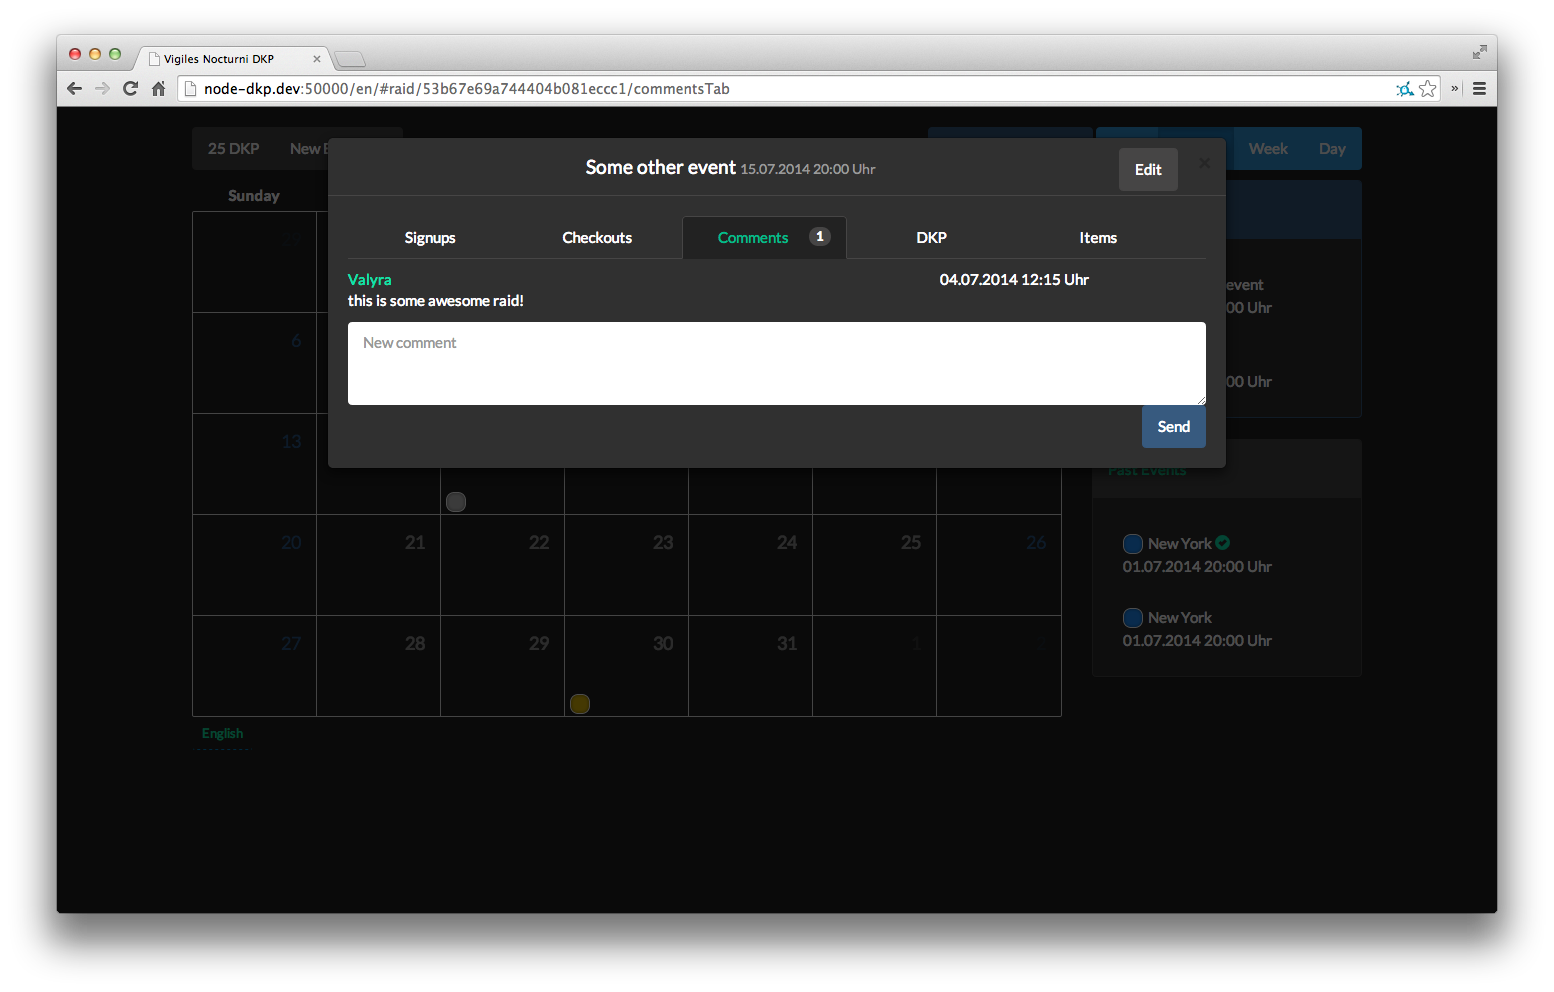 Vigiles Nocturni DKP
node-dkp.dev:50000/en/#raid/53b67e69a744404b081eccc1/commentsTab
25 DKP New
Week Day
Some other event 15.07.2014 20:00 Uhr
Edit
Sunday
Signups Checkouts Comments 1 DKP Items
Valyra 04.07.2014 12:15 Uhr
this is some awesome raid!
New comment
Send
event
00 Uhr
00 Uhr
6
13
Past Events
20 21 22 23 24 25 26
New York
01.07.2014 20:00 Uhr
New York
01.07.2014 20:00 Uhr
27 28 29 30 31 1
English